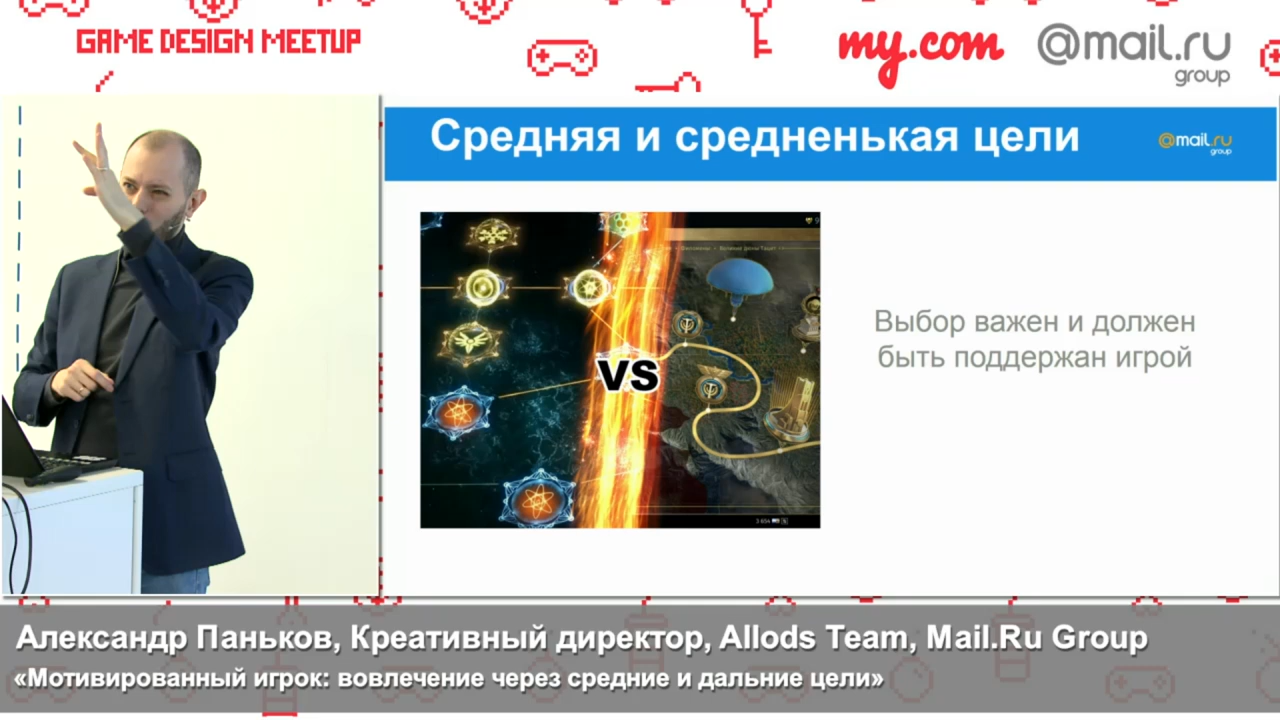 GAME DESIGN MEETUP
my.com
@mail.ru
group
Средняя и средненькая цели
@mail.ru
group
VS
Выбор важен и должен
быть поддержан игрой
Александр Паньков, Креативный директор, Allods Team, Mail.Ru Group
«Мотивированный игрок: вовлечение через средние и дальние цели»